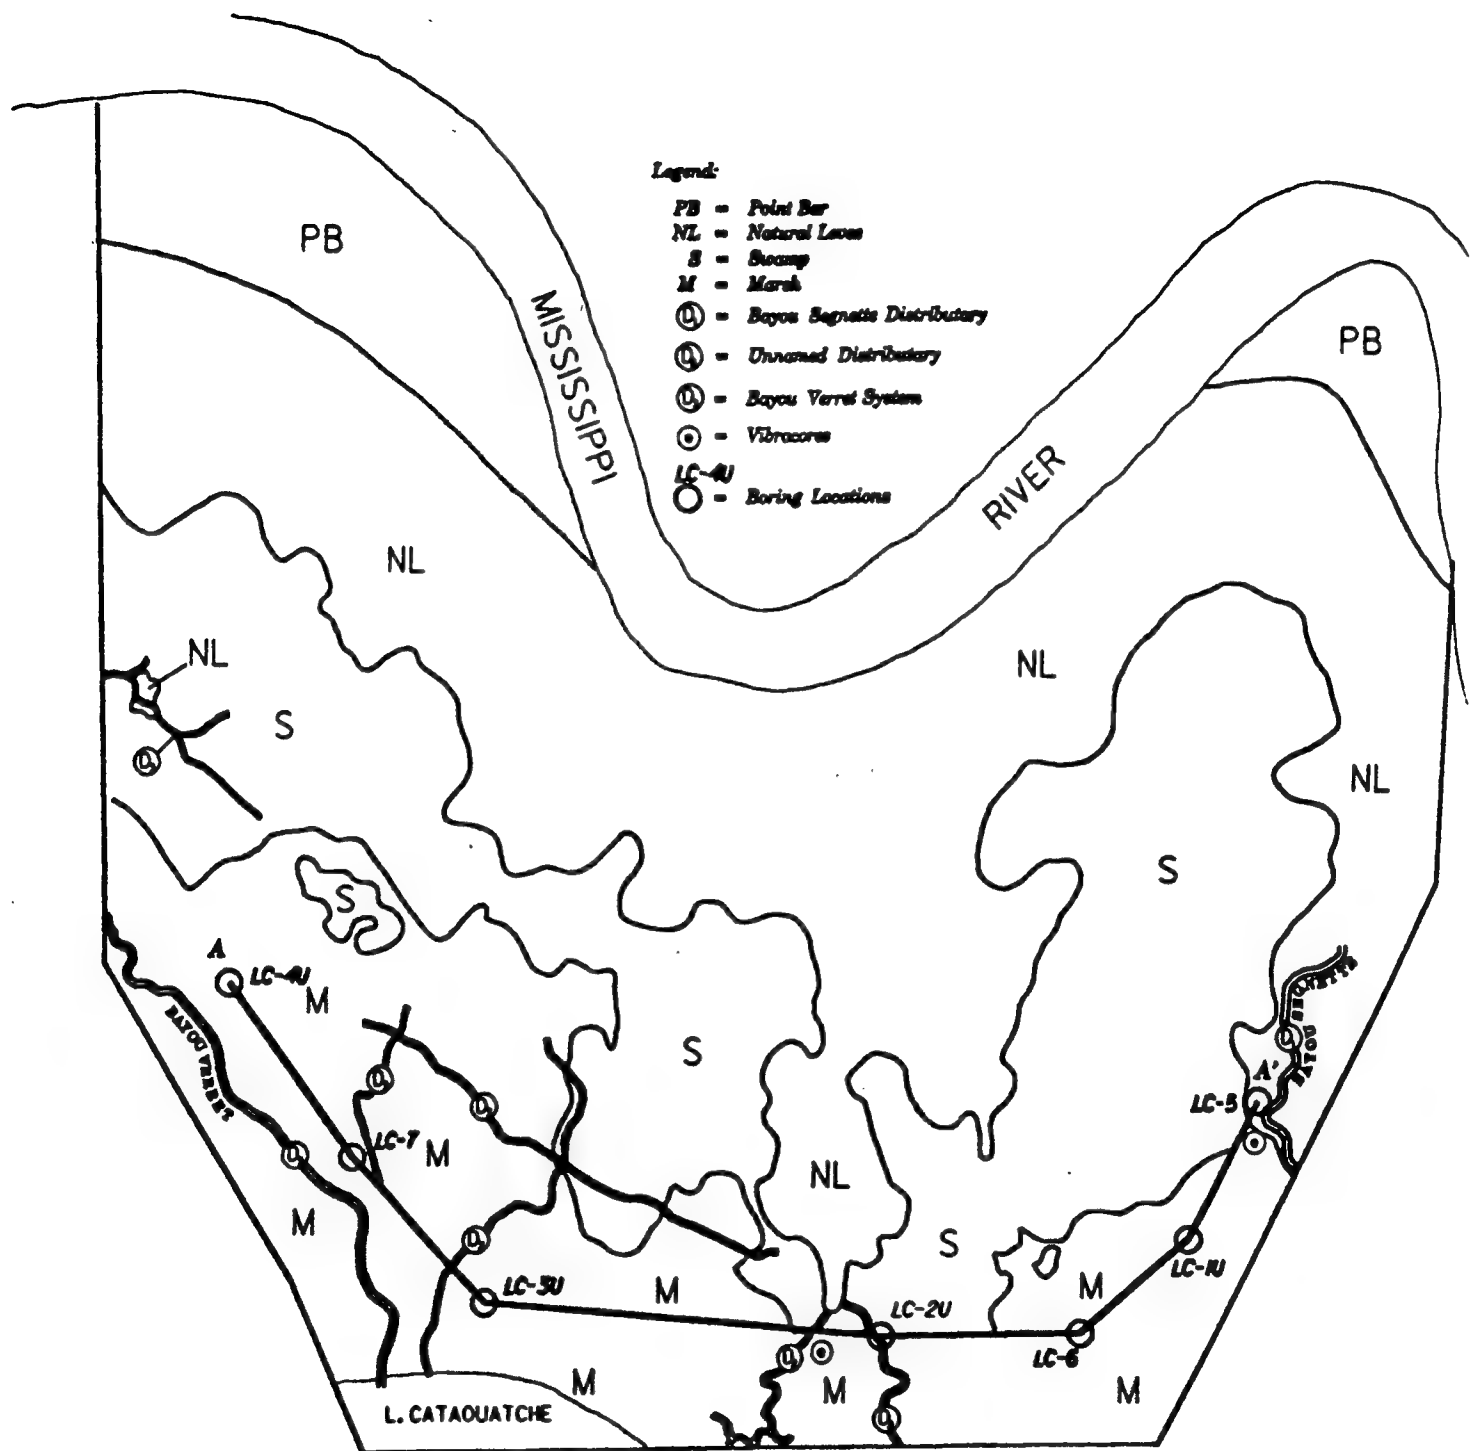 Legend:
PB = Point Bar
NL = Natural Levee
S = Swamp
M = Marsh
D = Bayou Segnette Distributary
D = Unnamed Distributary
D = Bayou Verret System
= Vibracores
LC-4U
= Boring Locations
PB
MISSISSIPPI
RIVER
PB
NL
NL
NL
NL
S
D
S
S
A
LC-4U
M
BAYOU VERRET
S
BAYOU SEGNETTE
D
A'
LC-5
D
D
LC-7
M
D
M
NL
D
S
LC-1U
LC-3U
M
M
LC-2U
LC-6
D
M
M
M
L. CATAOUATCHE
D